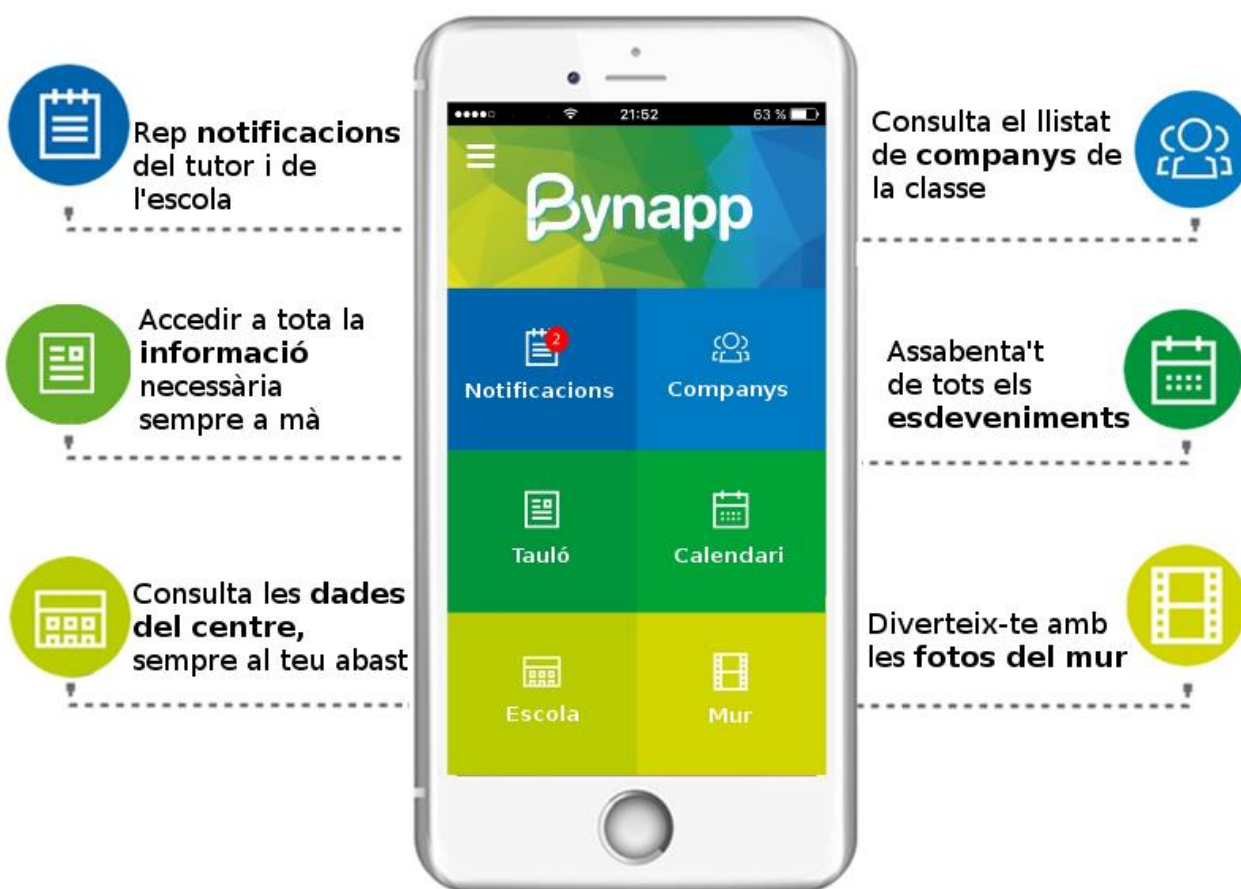 Rep notificacions
del tutor i de
l'escola
Accedir a tota la
informació
necessària
sempre a mà
Consulta les dades
del centre,
sempre al teu abast
21:52
63 %
Bynapp
2
Notificacions
Companys
Tauló
Calendari
Escola
Mur
Consulta el llistat
de companys de
la classe
Assabenta't
de tots els
esdeveniments
Diverteix-te amb
les fotos del mur